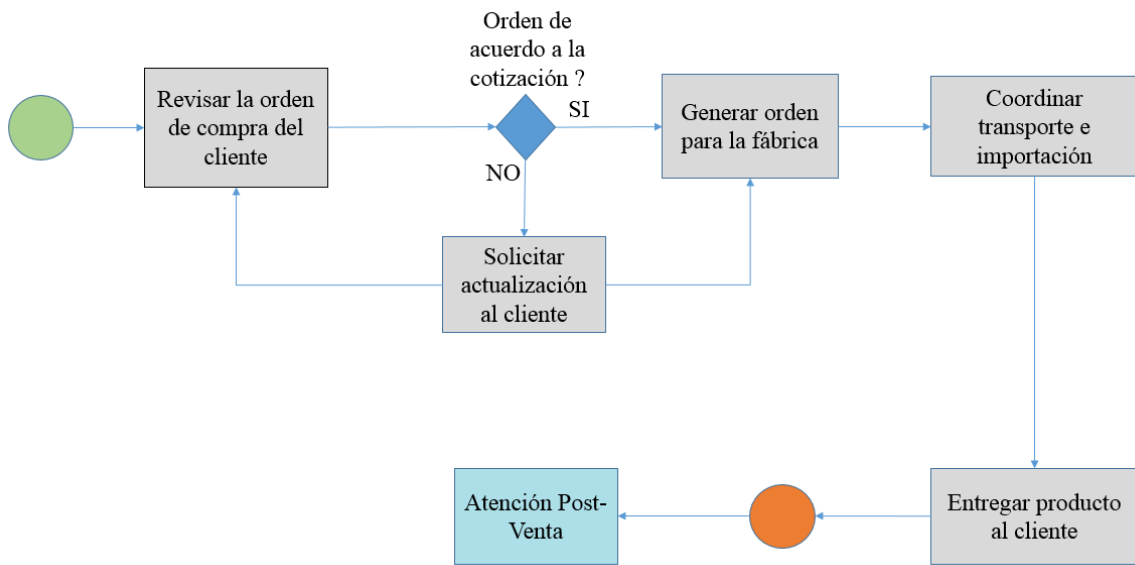 Orden de
acuerdo a la
cotización ?
Revisar la orden
de compra del
cliente
SI
Generar orden
para la fábrica
Coordinar
transporte e
importación
NO
Solicitar
actualización
al cliente
Atención Post-
Venta
Entregar producto
al cliente